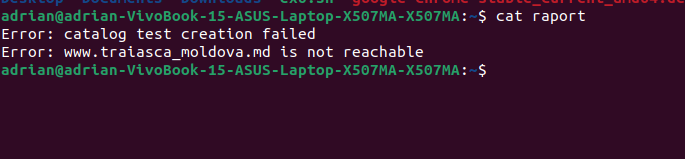 Desktop Documents Downloads exo1.sh google-chrome-stable_current_amd64.de
adrian@adrian-VivoBook-15-ASUS-Laptop-X507MA-X507MA:~$ cat raport
Error: catalog test creation failed
Error: www.traiasca_moldova.md is not reachable
adrian@adrian-VivoBook-15-ASUS-Laptop-X507MA-X507MA:~$